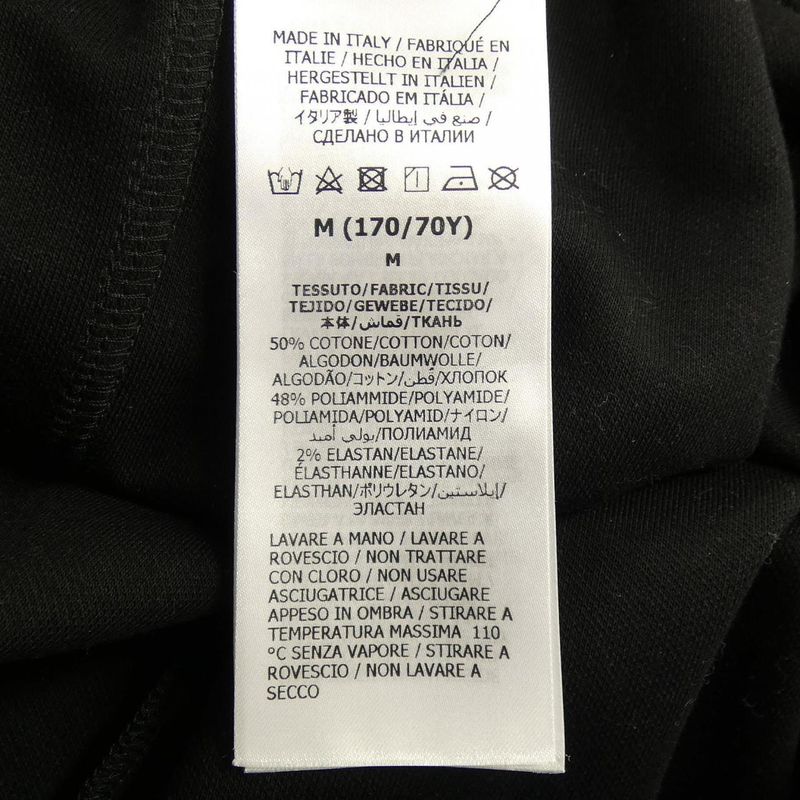 MADE IN ITALY / FABRIQUÉ EN
ITALIE / HECHO EN ITALIA /
HERGESTELLT IN ITALIEN /
FABRICADO EM ITÁLIA /
イタリア製 / صنع في إيطاليا /
СДЕЛАНО В ИТАЛИИ
M (170/70Y)
M
TESSUTO/FABRIC/TISSU/
TEJIDO/GEWEBE/TECIDO/
本体/قماش/ТКАНЬ
50% COTONE/COTTON/COTON/
ALGODON/BAUMWOLLE/
ALGODÃO/コットン/قُطن/ХЛОПОК
48% POLIAMMIDE/POLYAMIDE/
POLIAMIDA/POLYAMID/ナイロン/
بولي أميد/ПОЛИАМИД
2% ELASTAN/ELASTANE/
ÉLASTHANNE/ELASTANO/
ELASTHAN/ポリウレタン/إيلاستين/
ЭЛАСТАН
LAVARE A MANO / LAVARE A
ROVESCIO / NON TRATTARE
CON CLORO / NON USARE
ASCIUGATRICE / ASCIUGARE
APPESO IN OMBRA / STIRARE A
TEMPERATURA MASSIMA 110
°C SENZA VAPORE / STIRARE A
ROVESCIO / NON LAVARE A
SECCO